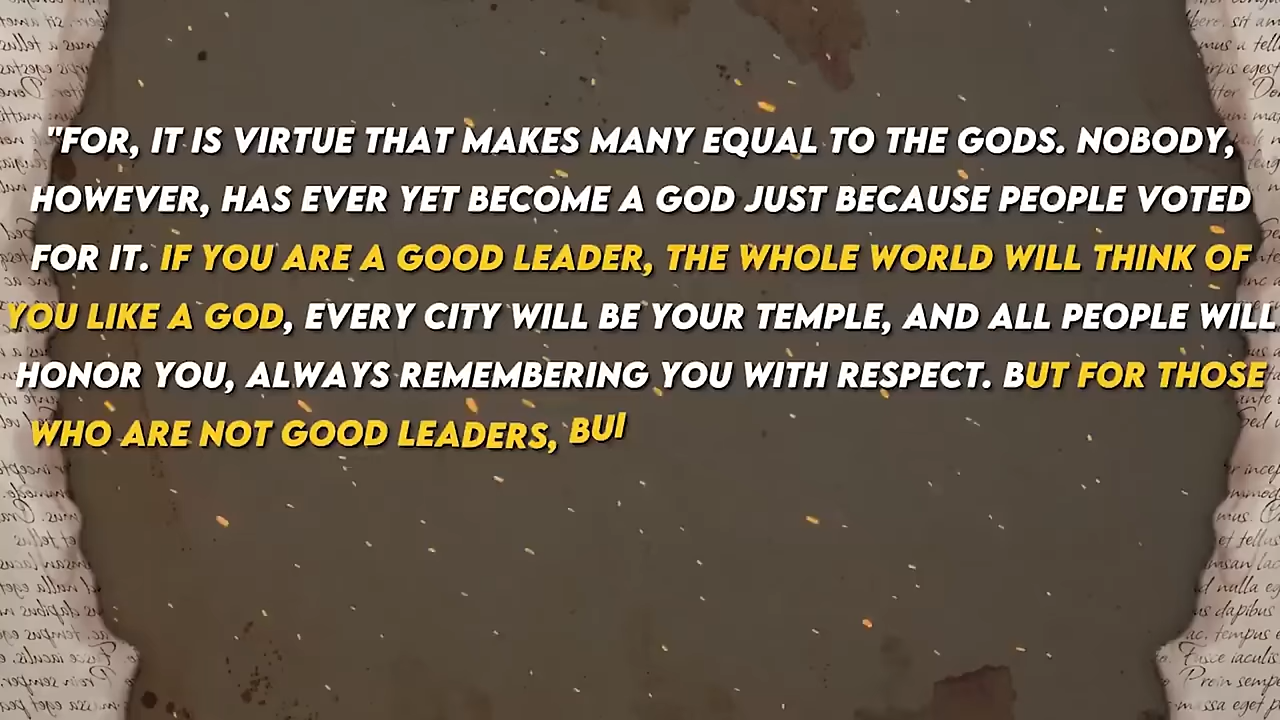 "FOR, IT IS VIRTUE THAT MAKES MANY EQUAL TO THE GODS. NOBODY,
HOWEVER, HAS EVER YET BECOME A GOD JUST BECAUSE PEOPLE VOTED
FOR IT. IF YOU ARE A GOOD LEADER, THE WHOLE WORLD WILL THINK OF
YOU LIKE A GOD, EVERY CITY WILL BE YOUR TEMPLE, AND ALL PEOPLE WILL
HONOR YOU, ALWAYS REMEMBERING YOU WITH RESPECT. BUT FOR THOSE
WHO ARE NOT GOOD LEADERS, BUI